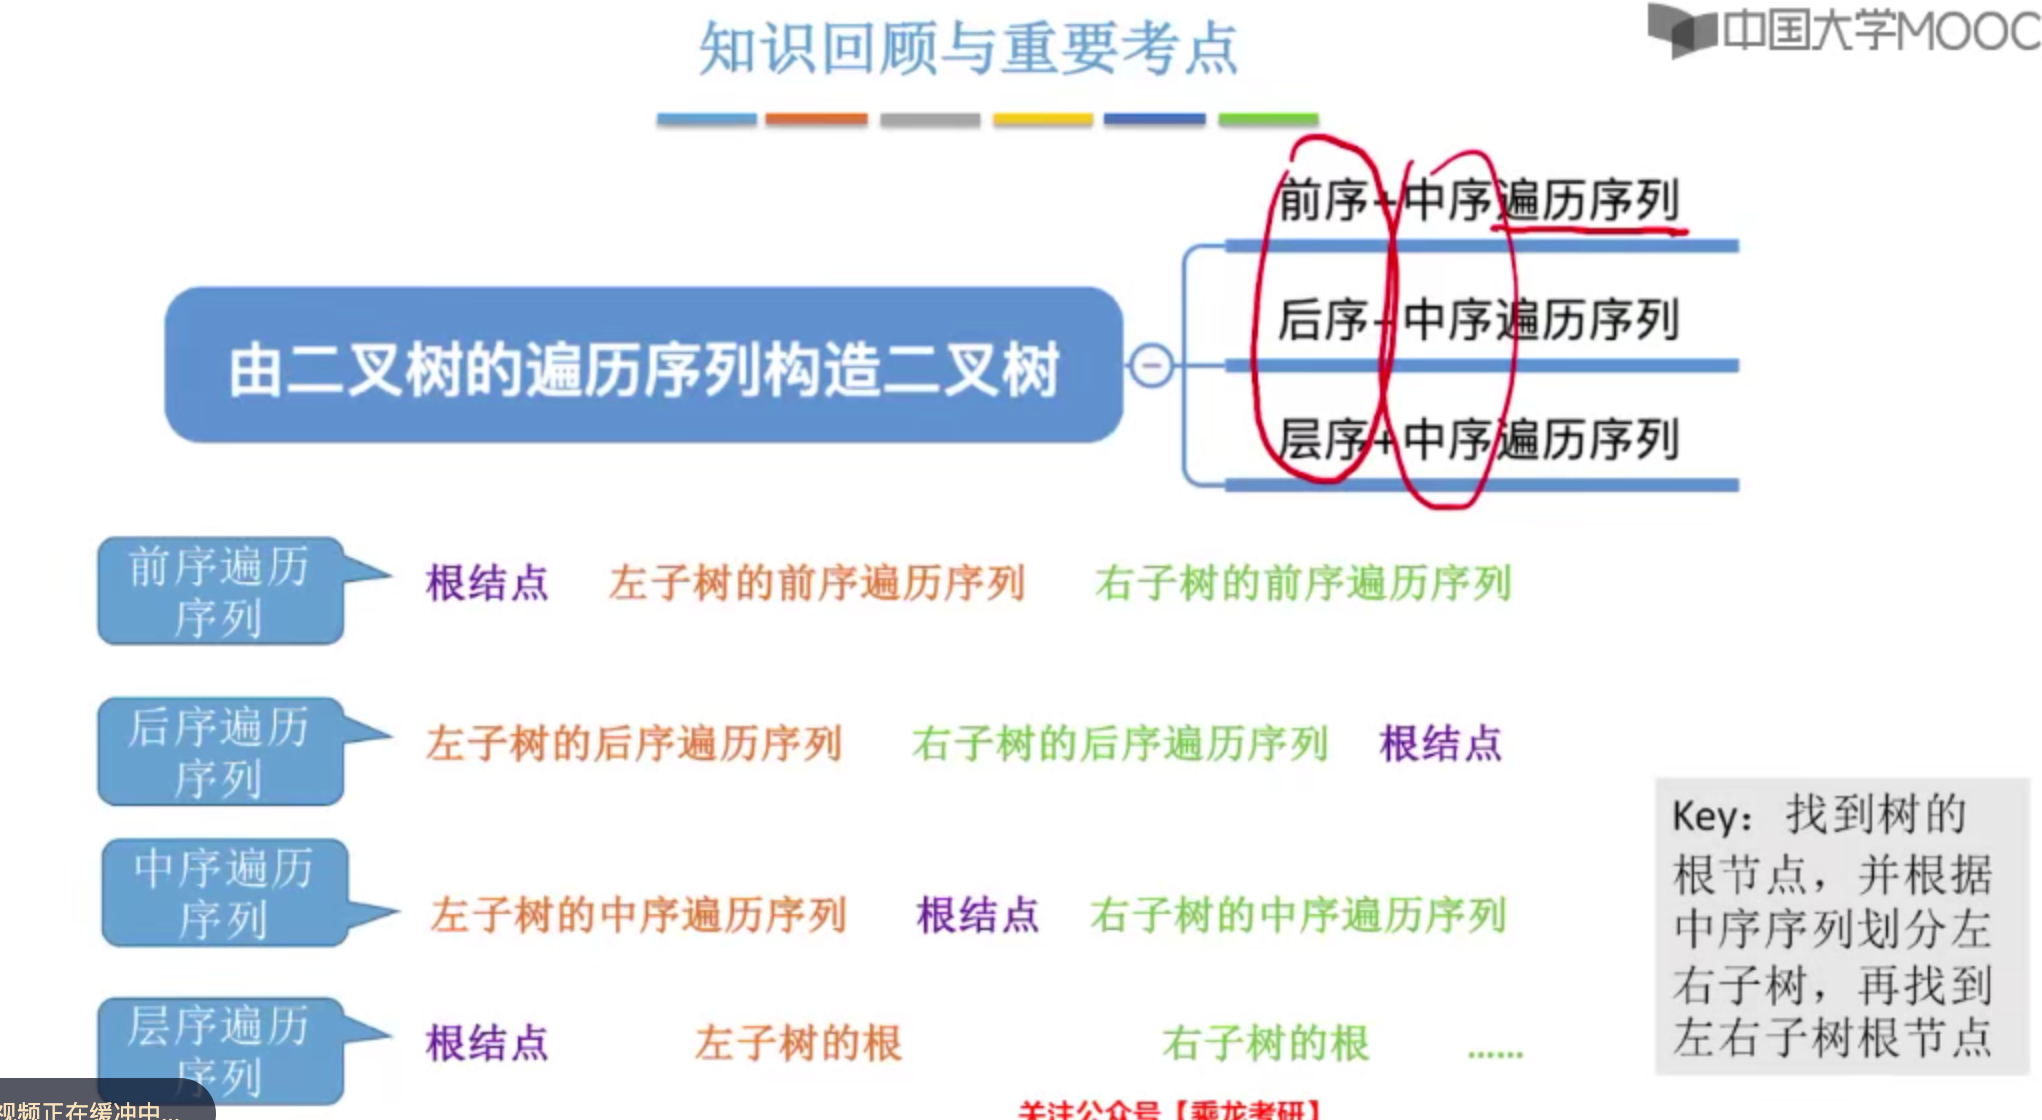 知识回顾与重要考点
中国大学MOOC
前序+中序遍历序列
后序+中序遍历序列
层序+中序遍历序列
由二叉树的遍历序列构造二叉树
前序遍历
序列
根结点 左子树的前序遍历序列 右子树的前序遍历序列
后序遍历
序列
左子树的后序遍历序列 右子树的后序遍历序列 根结点
中序遍历
序列
左子树的中序遍历序列 根结点 右子树的中序遍历序列
层序遍历
序列
根结点 左子树的根 右子树的根 ……
Key：找到树的
根节点，并根据
中序序列划分左
右子树，再找到
左右子树根节点
视频正在缓冲中...
关注公众号【乘龙考研】